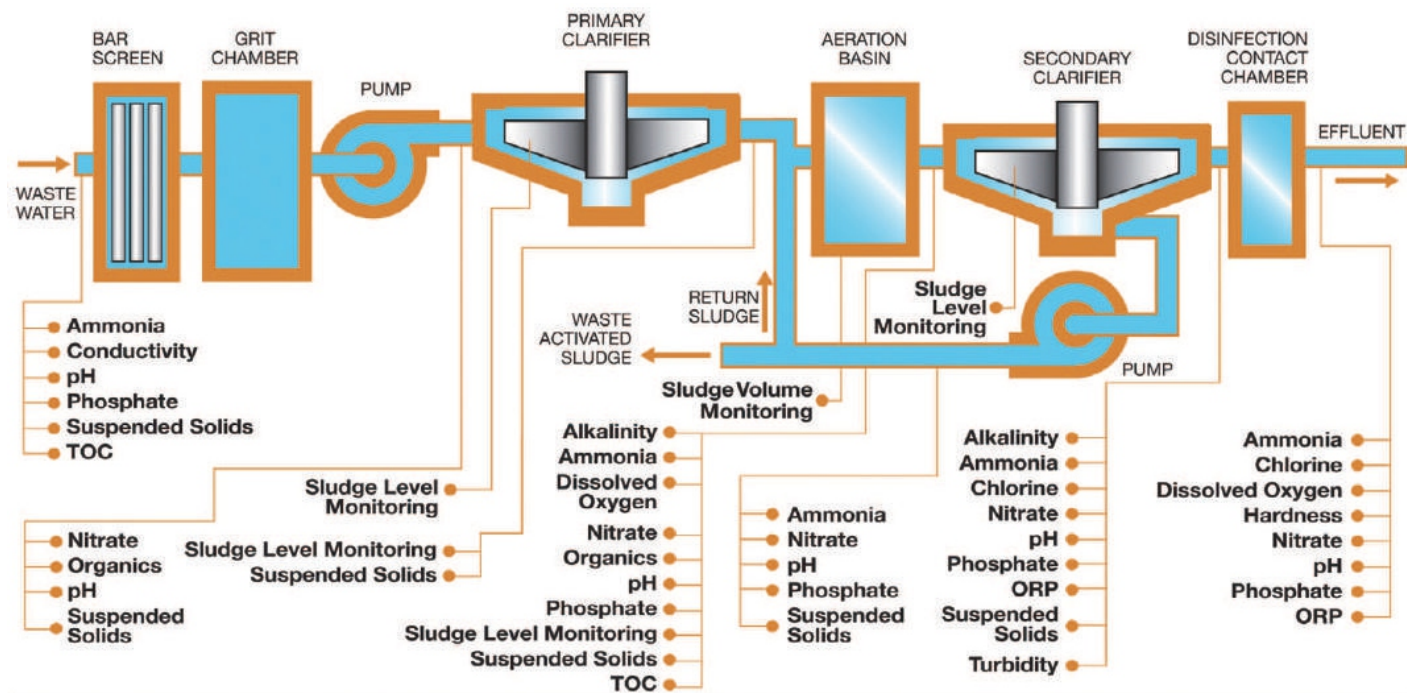 BAR
SCREEN
GRIT
CHAMBER
PUMP
PRIMARY
CLARIFIER
AERATION
BASIN
SECONDARY
CLARIFIER
DISINFECTION
CONTACT
CHAMBER
EFFLUENT
WASTE
WATER
RETURN
SLUDGE
WASTE
ACTIVATED
SLUDGE
PUMP
Ammonia
Conductivity
pH
Phosphate
Suspended Solids
TOC
Nitrate
Organics
pH
Suspended
Solids
Sludge Level
Monitoring
Sludge Level Monitoring
Suspended Solids
Sludge Volume
Monitoring
Alkalinity
Ammonia
Dissolved
Oxygen
Nitrate
Organics
pH
Phosphate
Sludge Level Monitoring
Suspended Solids
TOC
Sludge
Level
Monitoring
Ammonia
Nitrate
pH
Phosphate
Suspended
Solids
Alkalinity
Ammonia
Chlorine
Nitrate
pH
Phosphate
ORP
Suspended
Solids
Turbidity
Ammonia
Chlorine
Dissolved Oxygen
Hardness
Nitrate
pH
Phosphate
ORP